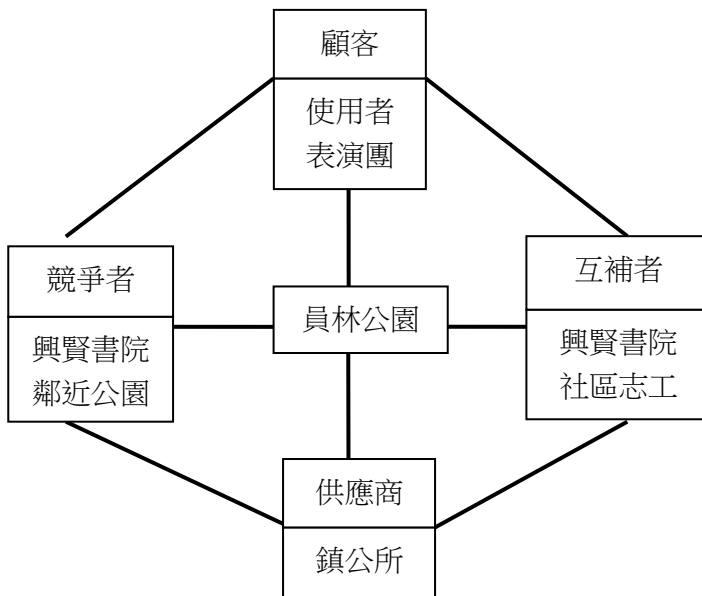 顧客
使用者
表演團
競爭者
興賢書院
鄰近公園
員林公園
互補者
興賢書院
社區志工
供應商
鎮公所